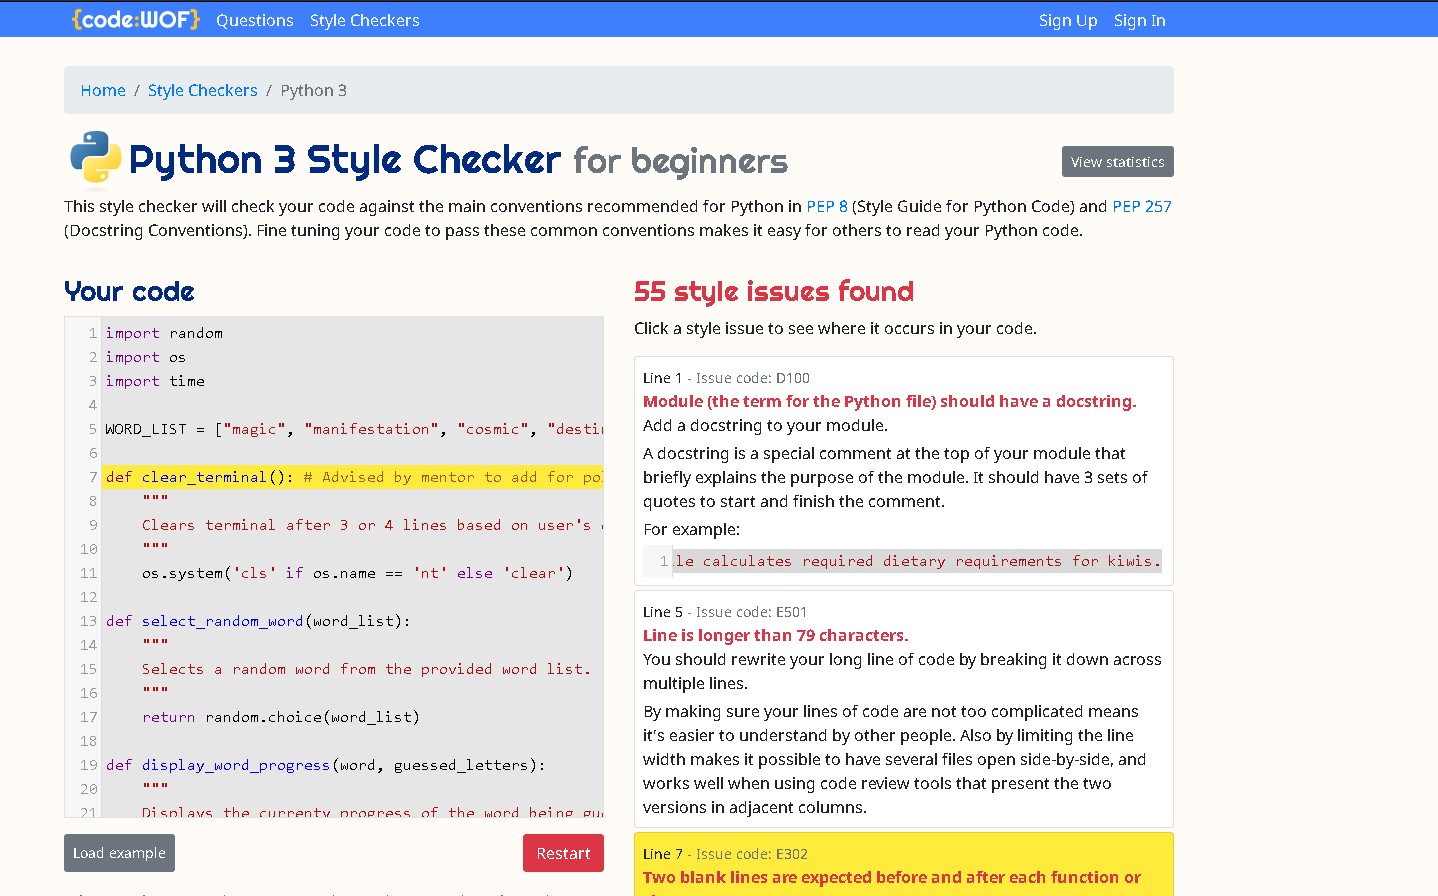 {code:WOF} Questions Style Checkers Sign Up Sign In
Home / Style Checkers / Python 3
Python 3 Style Checker for beginners
View statistics
This style checker will check your code against the main conventions recommended for Python in PEP 8 (Style Guide for Python Code) and PEP 257
(Docstring Conventions). Fine tuning your code to pass these common conventions makes it easy for others to read your Python code.
Your code
1 import random
2 import os
3 import time
4
5 WORD_LIST = ["magic", "manifestation", "cosmic", "destin
6
7 def clear_terminal(): # Advised by mentor to add for pol
8 """
9 Clears terminal after 3 or 4 lines based on user's
10 """
11 os.system('cls' if os.name == 'nt' else 'clear')
12
13 def select_random_word(word_list):
14 """
15 Selects a random word from the provided word list.
16 """
17 return random.choice(word_list)
18
19 def display_word_progress(word, guessed_letters):
20 """
21 Displays the currenty progress of the word being gu
Load example
Restart
55 style issues found
Click a style issue to see where it occurs in your code.
Line 1 - Issue code: D100
Module (the term for the Python file) should have a docstring.
Add a docstring to your module.
A docstring is a special comment at the top of your module that
briefly explains the purpose of the module. It should have 3 sets of
quotes to start and finish the comment.
For example:
1 le calculates required dietary requirements for kiwis.
Line 5 - Issue code: E501
Line is longer than 79 characters.
You should rewrite your long line of code by breaking it down across
multiple lines.
By making sure your lines of code are not too complicated means
it's easier to understand by other people. Also by limiting the line
width makes it possible to have several files open side-by-side, and
works well when using code review tools that present the two
versions in adjacent columns.
Line 7 - Issue code: E302
Two blank lines are expected before and after each function or